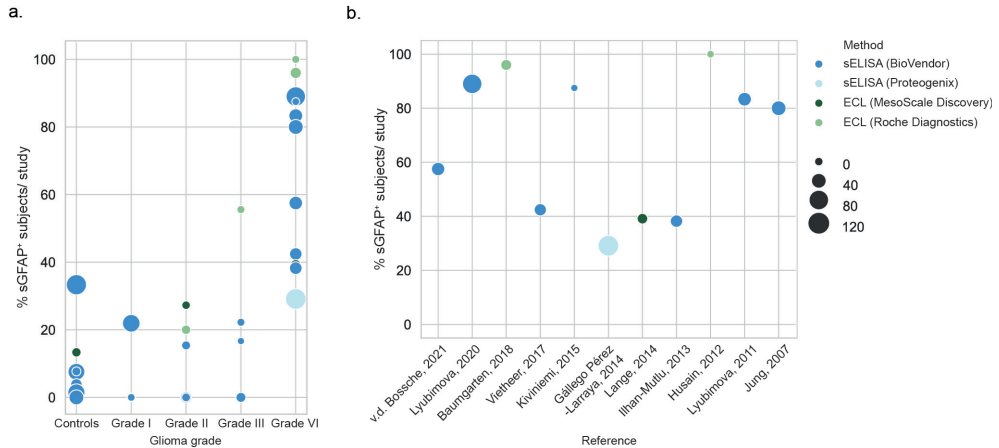 a.
% sGFAP⁺ subjects/ study
100
80
60
40
20
0
Controls
Grade I
Grade II
Grade III
Grade VI
Glioma grade
b.
% sGFAP⁺ subjects/ study
100
80
60
40
20
0
v.d. Bossche, 2021
Lyubimova, 2020
Baumgarten, 2018
Vietheer, 2017
Kiviniemi, 2015
Gállego Pérez
-Larraya, 2014
Lange, 2014
Ilhan-Mutlu, 2013
Husain, 2012
Lyubimova, 2011
Jung, 2007
Reference
Method
sELISA (BioVendor)
sELISA (Proteogenix)
ECL (MesoScale Discovery)
ECL (Roche Diagnostics)
0
40
80
120